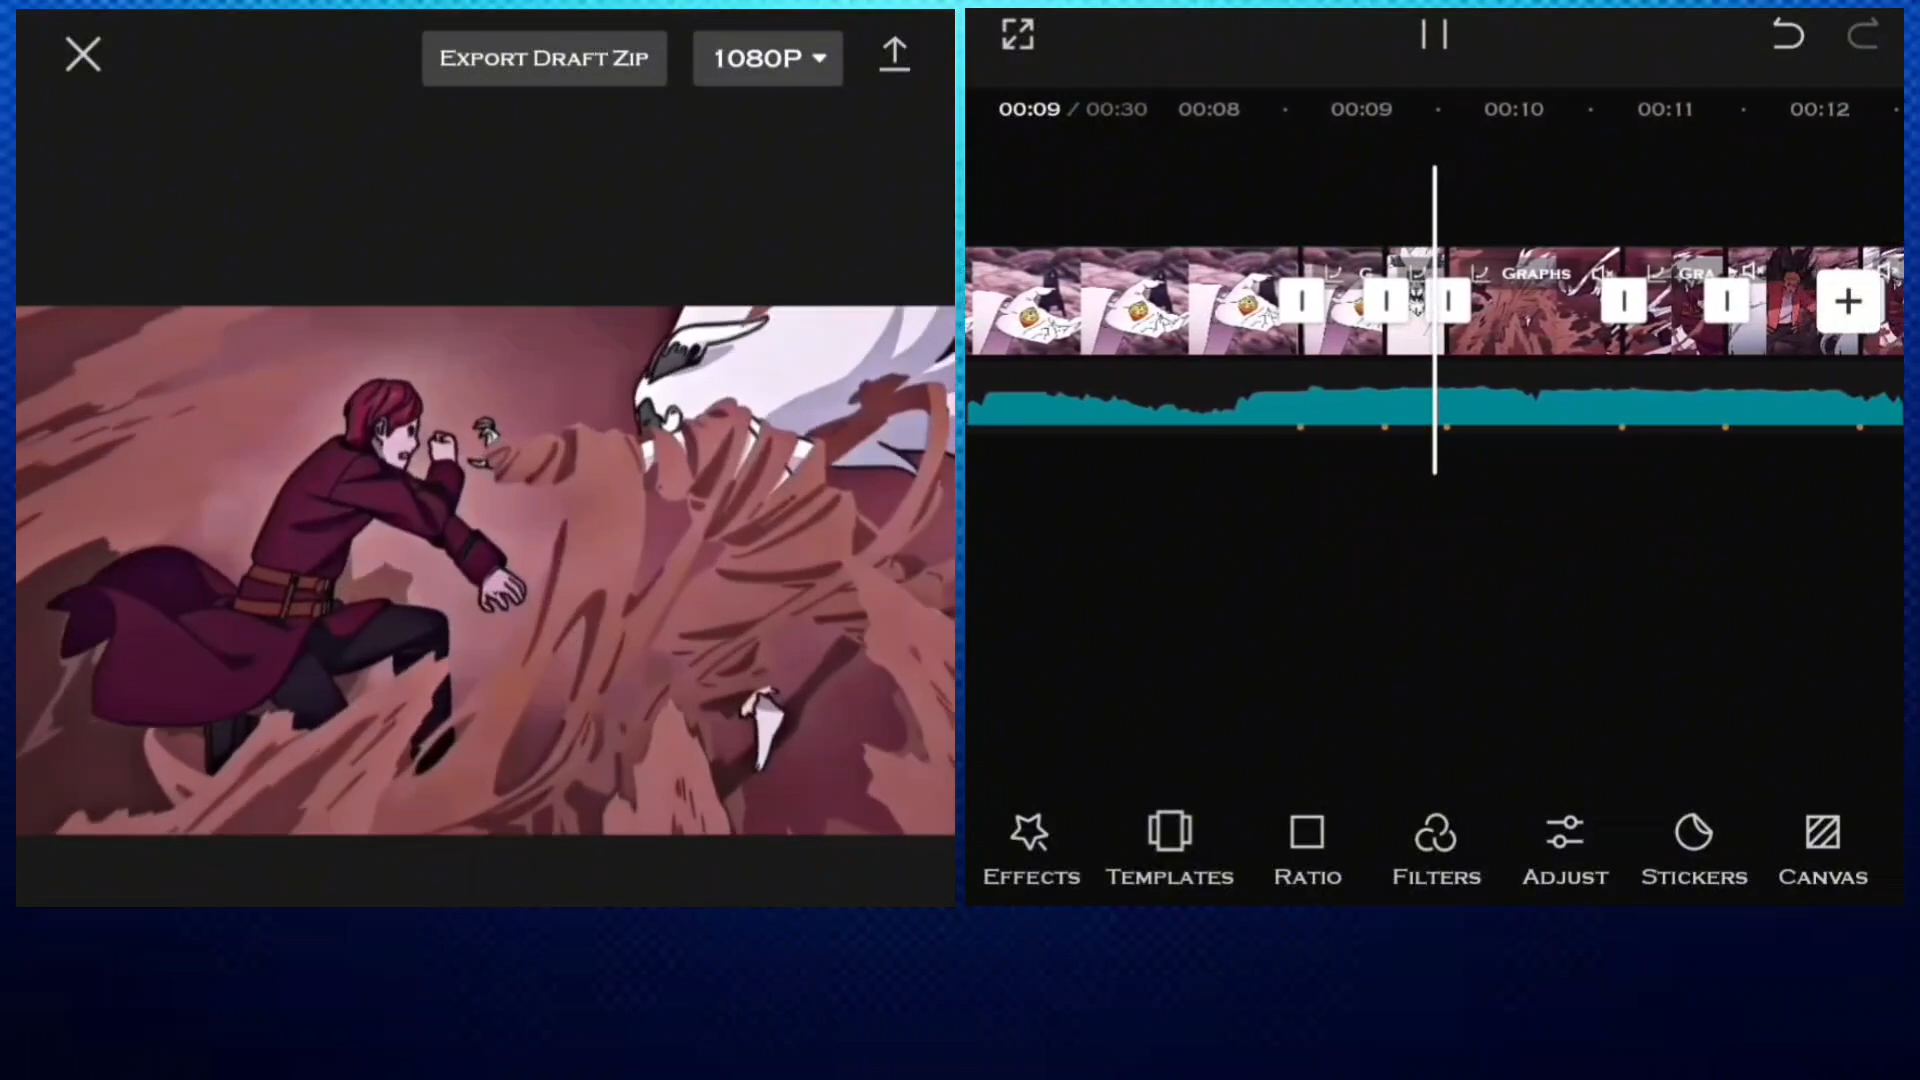 EXPORT DRAFT ZIP
1080P
00:09 / 00:30
00:08
00:09
00:10
00:11
00:12
G
GRAPHS
GRA
EFFECTS
TEMPLATES
RATIO
FILTERS
ADJUST
STICKERS
CANVAS